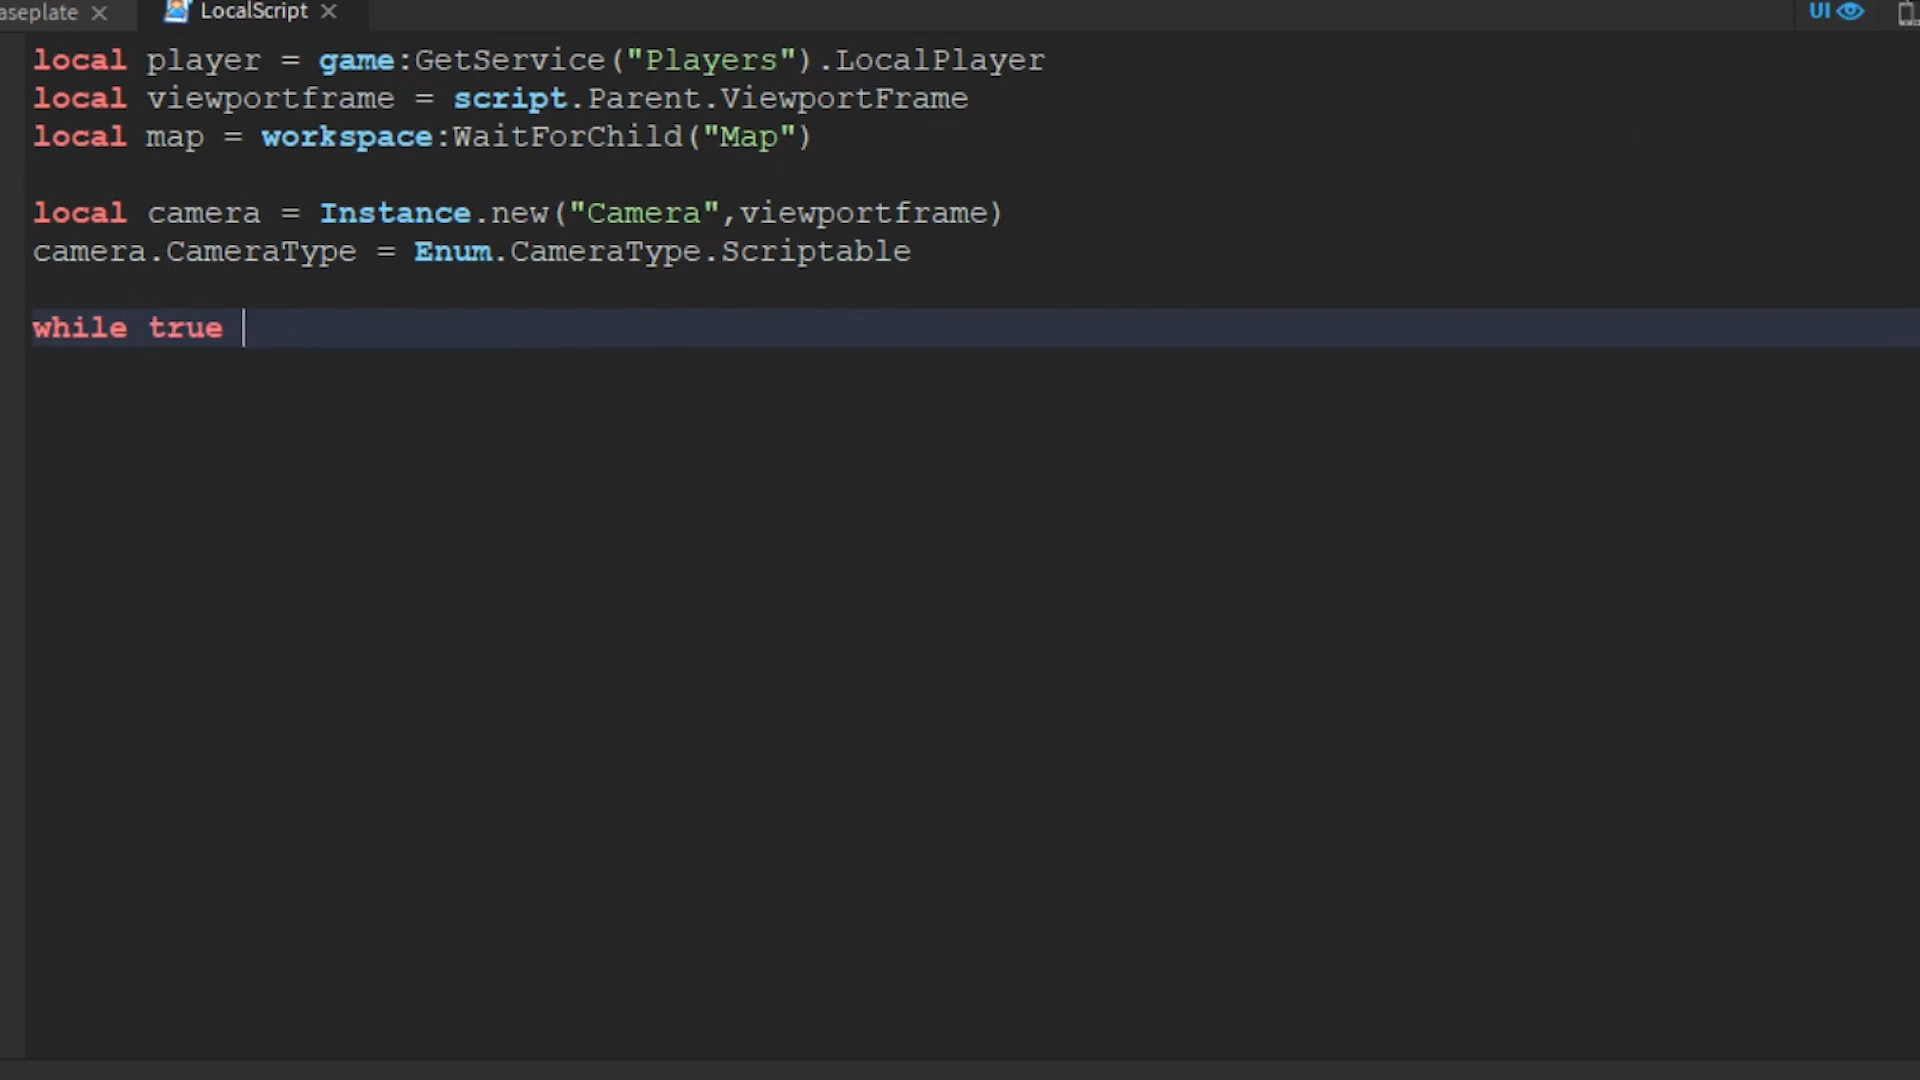 aseplate
LocalScript
UI
local player = game:GetService("Players").LocalPlayer
local viewportframe = script.Parent.ViewportFrame
local map = workspace:WaitForChild("Map")
local camera = Instance.new("Camera",viewportframe)
camera.CameraType = Enum.CameraType.Scriptable
while true